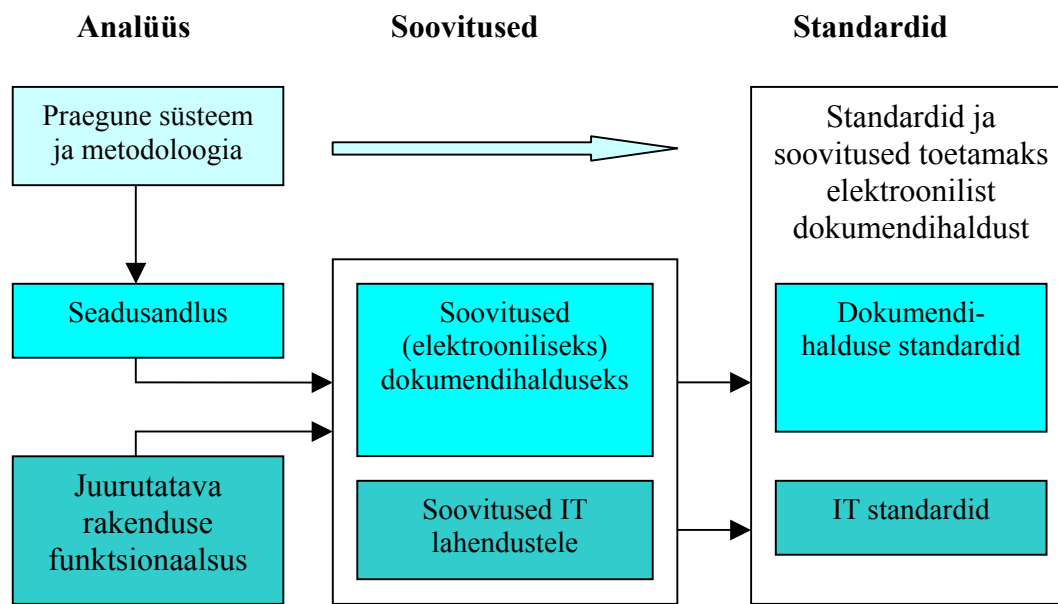 Analüüs
Soovitused
Standardid
Praegune süsteem
ja metodoloogia
Standardid ja
soovitused toetamaks
elektroonilist
dokumendihaldust
Seadusandlus
Soovitused
(elektrooniliseks)
dokumendihalduseks
Dokumendi-
halduse standardid
Juurutatava
rakenduse
funktsionaalsus
Soovitused IT
lahendustele
IT standardid